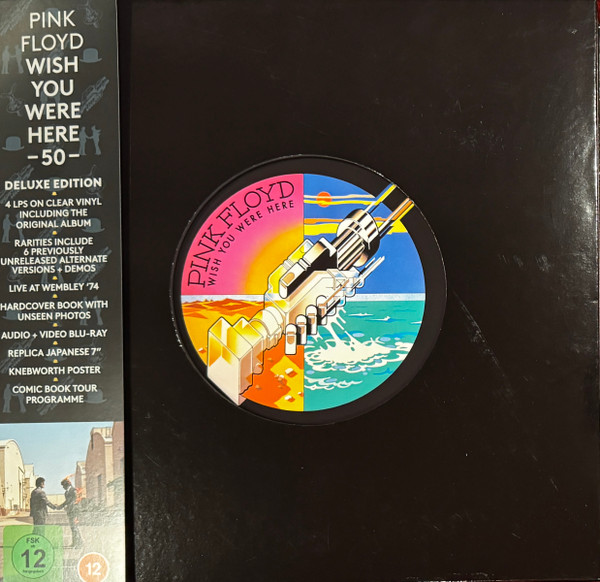 PINK
FLOYD
WISH
YOU
WERE
HERE
–50–
DELUXE EDITION
4 LPS ON CLEAR VINYL
INCLUDING THE
ORIGINAL ALBUM
RARITIES INCLUDE
6 PREVIOUSLY
UNRELEASED ALTERNATE
VERSIONS + DEMOS
LIVE AT WEMBLEY '74
HARDCOVER BOOK WITH
UNSEEN PHOTOS
AUDIO + VIDEO BLU-RAY
REPLICA JAPANESE 7"
KNEBWORTH POSTER
COMIC BOOK TOUR
PROGRAMME
FSK
12
12
PINK FLOYD
WISH YOU WERE HERE